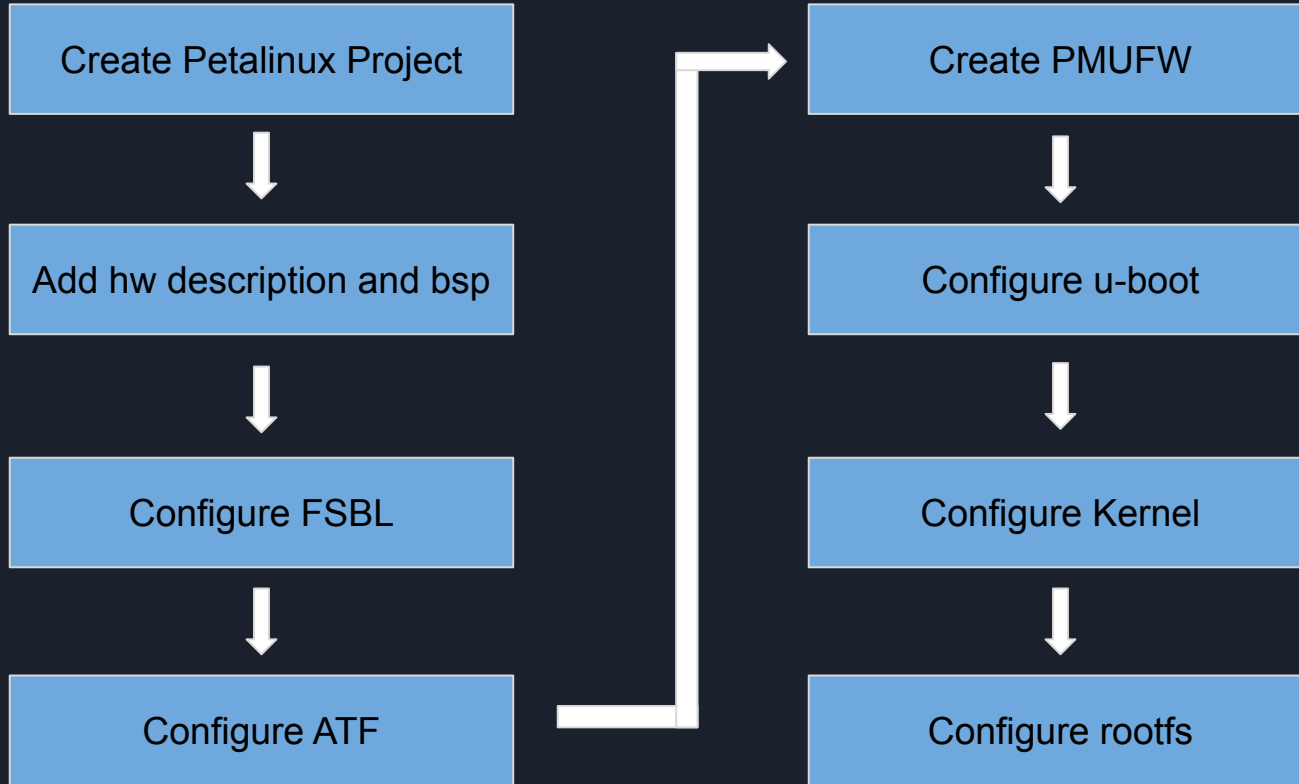 Create Petalinux Project
Add hw description and bsp
Configure FSBL
Configure ATF
Create PMUFW
Configure u-boot
Configure Kernel
Configure rootfs